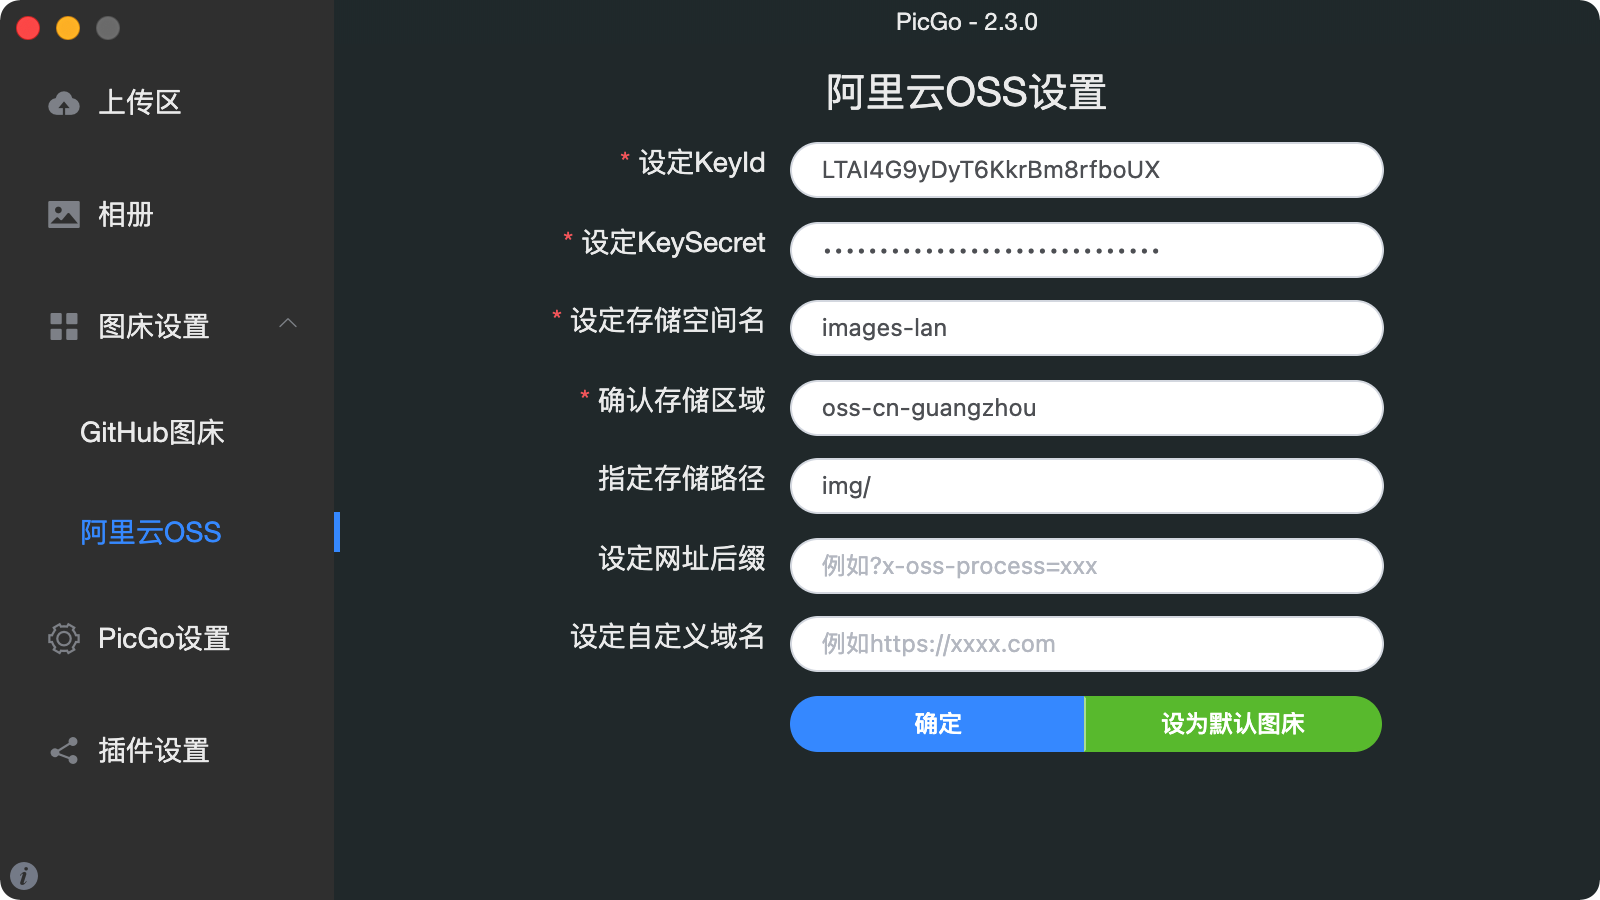 PicGo - 2.3.0
上传区
相册
图床设置
GitHub图床
阿里云OSS
PicGo设置
插件设置
阿里云OSS设置
* 设定KeyId
LTAI4G9yDyT6KkrBm8rfboUX
* 设定KeySecret
••••••••••••••••••••••••••••••
* 设定存储空间名
images-lan
* 确认存储区域
oss-cn-guangzhou
指定存储路径
img/
设定网址后缀
例如?x-oss-process=xxx
设定自定义域名
例如https://xxxx.com
确定
设为默认图床